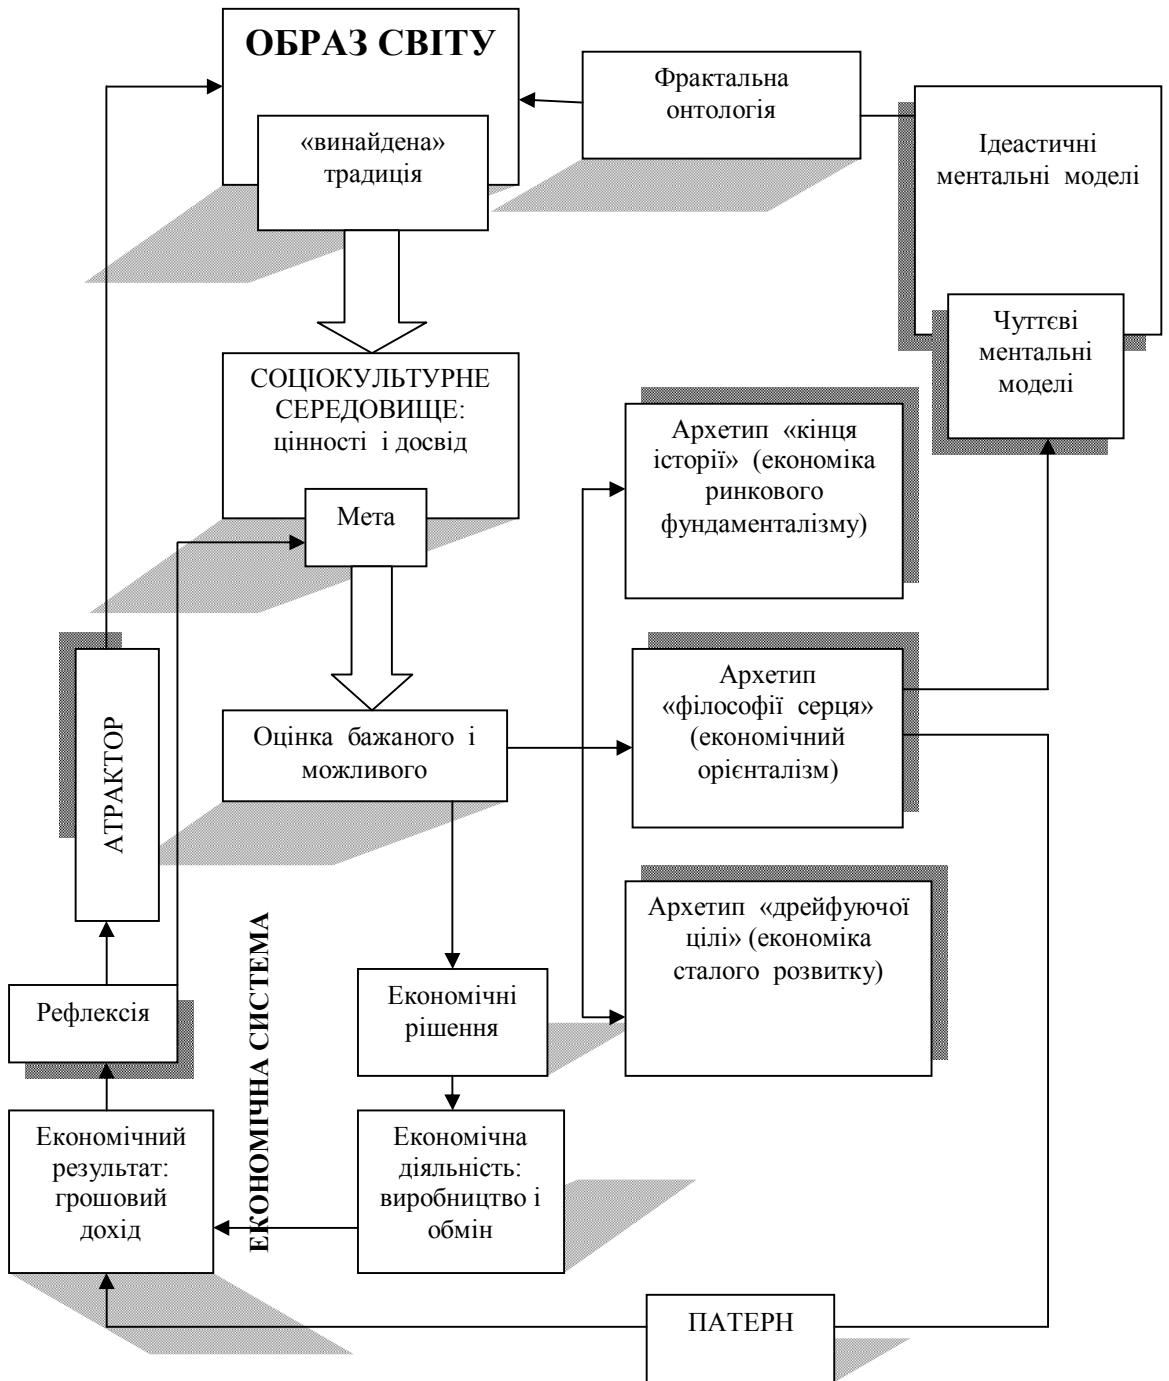 ОБРАЗ СВІТУ
«винайдена»
традиція
Фрактальна
онтологія
Ідеастичні
ментальні моделі
Чуттєві
ментальні
моделі
СОЦІОКУЛЬТУРНЕ
СЕРЕДОВИЩЕ:
цінності і досвід
Мета
Архетип «кінця
історії» (економіка
ринкового
фундаменталізму)
Оцінка бажаного і
можливого
Архетип
«філософії серця»
(економічний
орієнталізм)
АТРАКТОР
Архетип «дрейфуючої
цілі» (економіка
сталого розвитку)
ЕКОНОМІЧНА СИСТЕМА
Рефлексія
Економічні
рішення
Економічний
результат:
грошовий
дохід
Економічна
діяльність:
виробництво і
обмін
ПАТЕРН